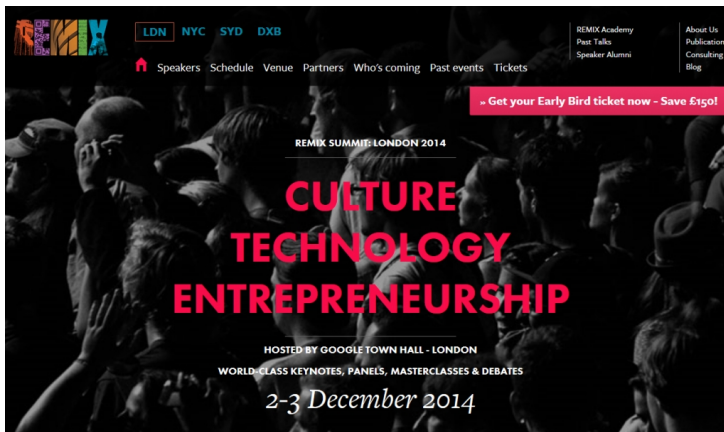 REMIX
LDN NYC SYD DXB
Speakers Schedule Venue Partners Who's coming Past events Tickets
REMIX Academy
Past Talks
Speaker Alumni
About Us
Publication
Consulting
Blog
» Get your Early Bird ticket now - Save £150!
REMIX SUMMIT: LONDON 2014
CULTURE
TECHNOLOGY
ENTREPRENEURSHIP
HOSTED BY GOOGLE TOWN HALL - LONDON
WORLD-CLASS KEYNOTES, PANELS, MASTERCLASSES & DEBATES
2-3 December 2014